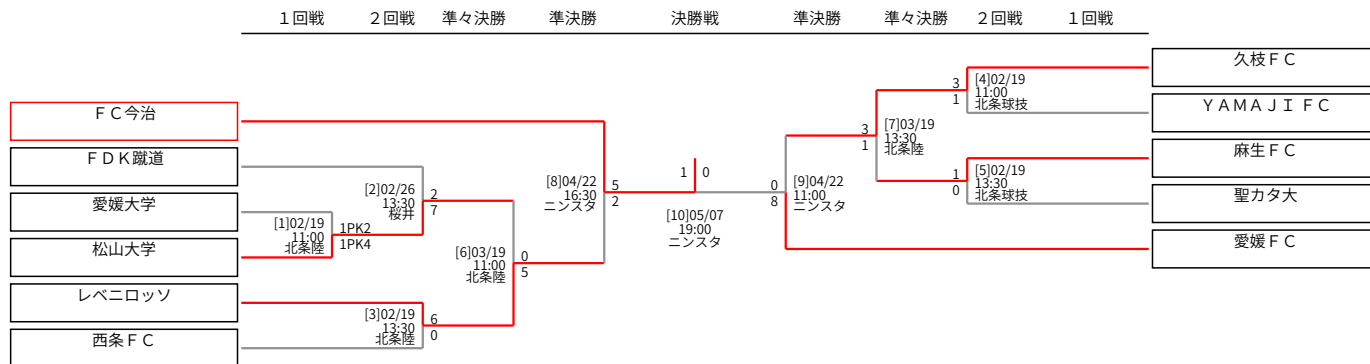 １回戦 ２回戦 準々決勝 準決勝 決勝戦 準決勝 準々決勝 ２回戦 １回戦
ＦＣ今治
ＦＤＫ蹴道
愛媛大学
松山大学
レベニロッソ
西条ＦＣ
[1]02/19
11:00
北条陸
1PK2
1PK4
[2]02/26
13:30
桜井
2
7
[3]02/19
13:30
北条陸
6
0
[6]03/19
11:00
北条陸
0
5
[8]04/22
16:30
ニンスタ
5
2
1 0
[10]05/07
19:00
ニンスタ
0
8
[9]04/22
11:00
ニンスタ
3
1
[7]03/19
13:30
北条陸
3
1
[4]02/19
11:00
北条球技
1
0
[5]02/19
13:30
北条球技
久枝ＦＣ
ＹＡＭＡＪＩ ＦＣ
麻生ＦＣ
聖カタ大
愛媛ＦＣ